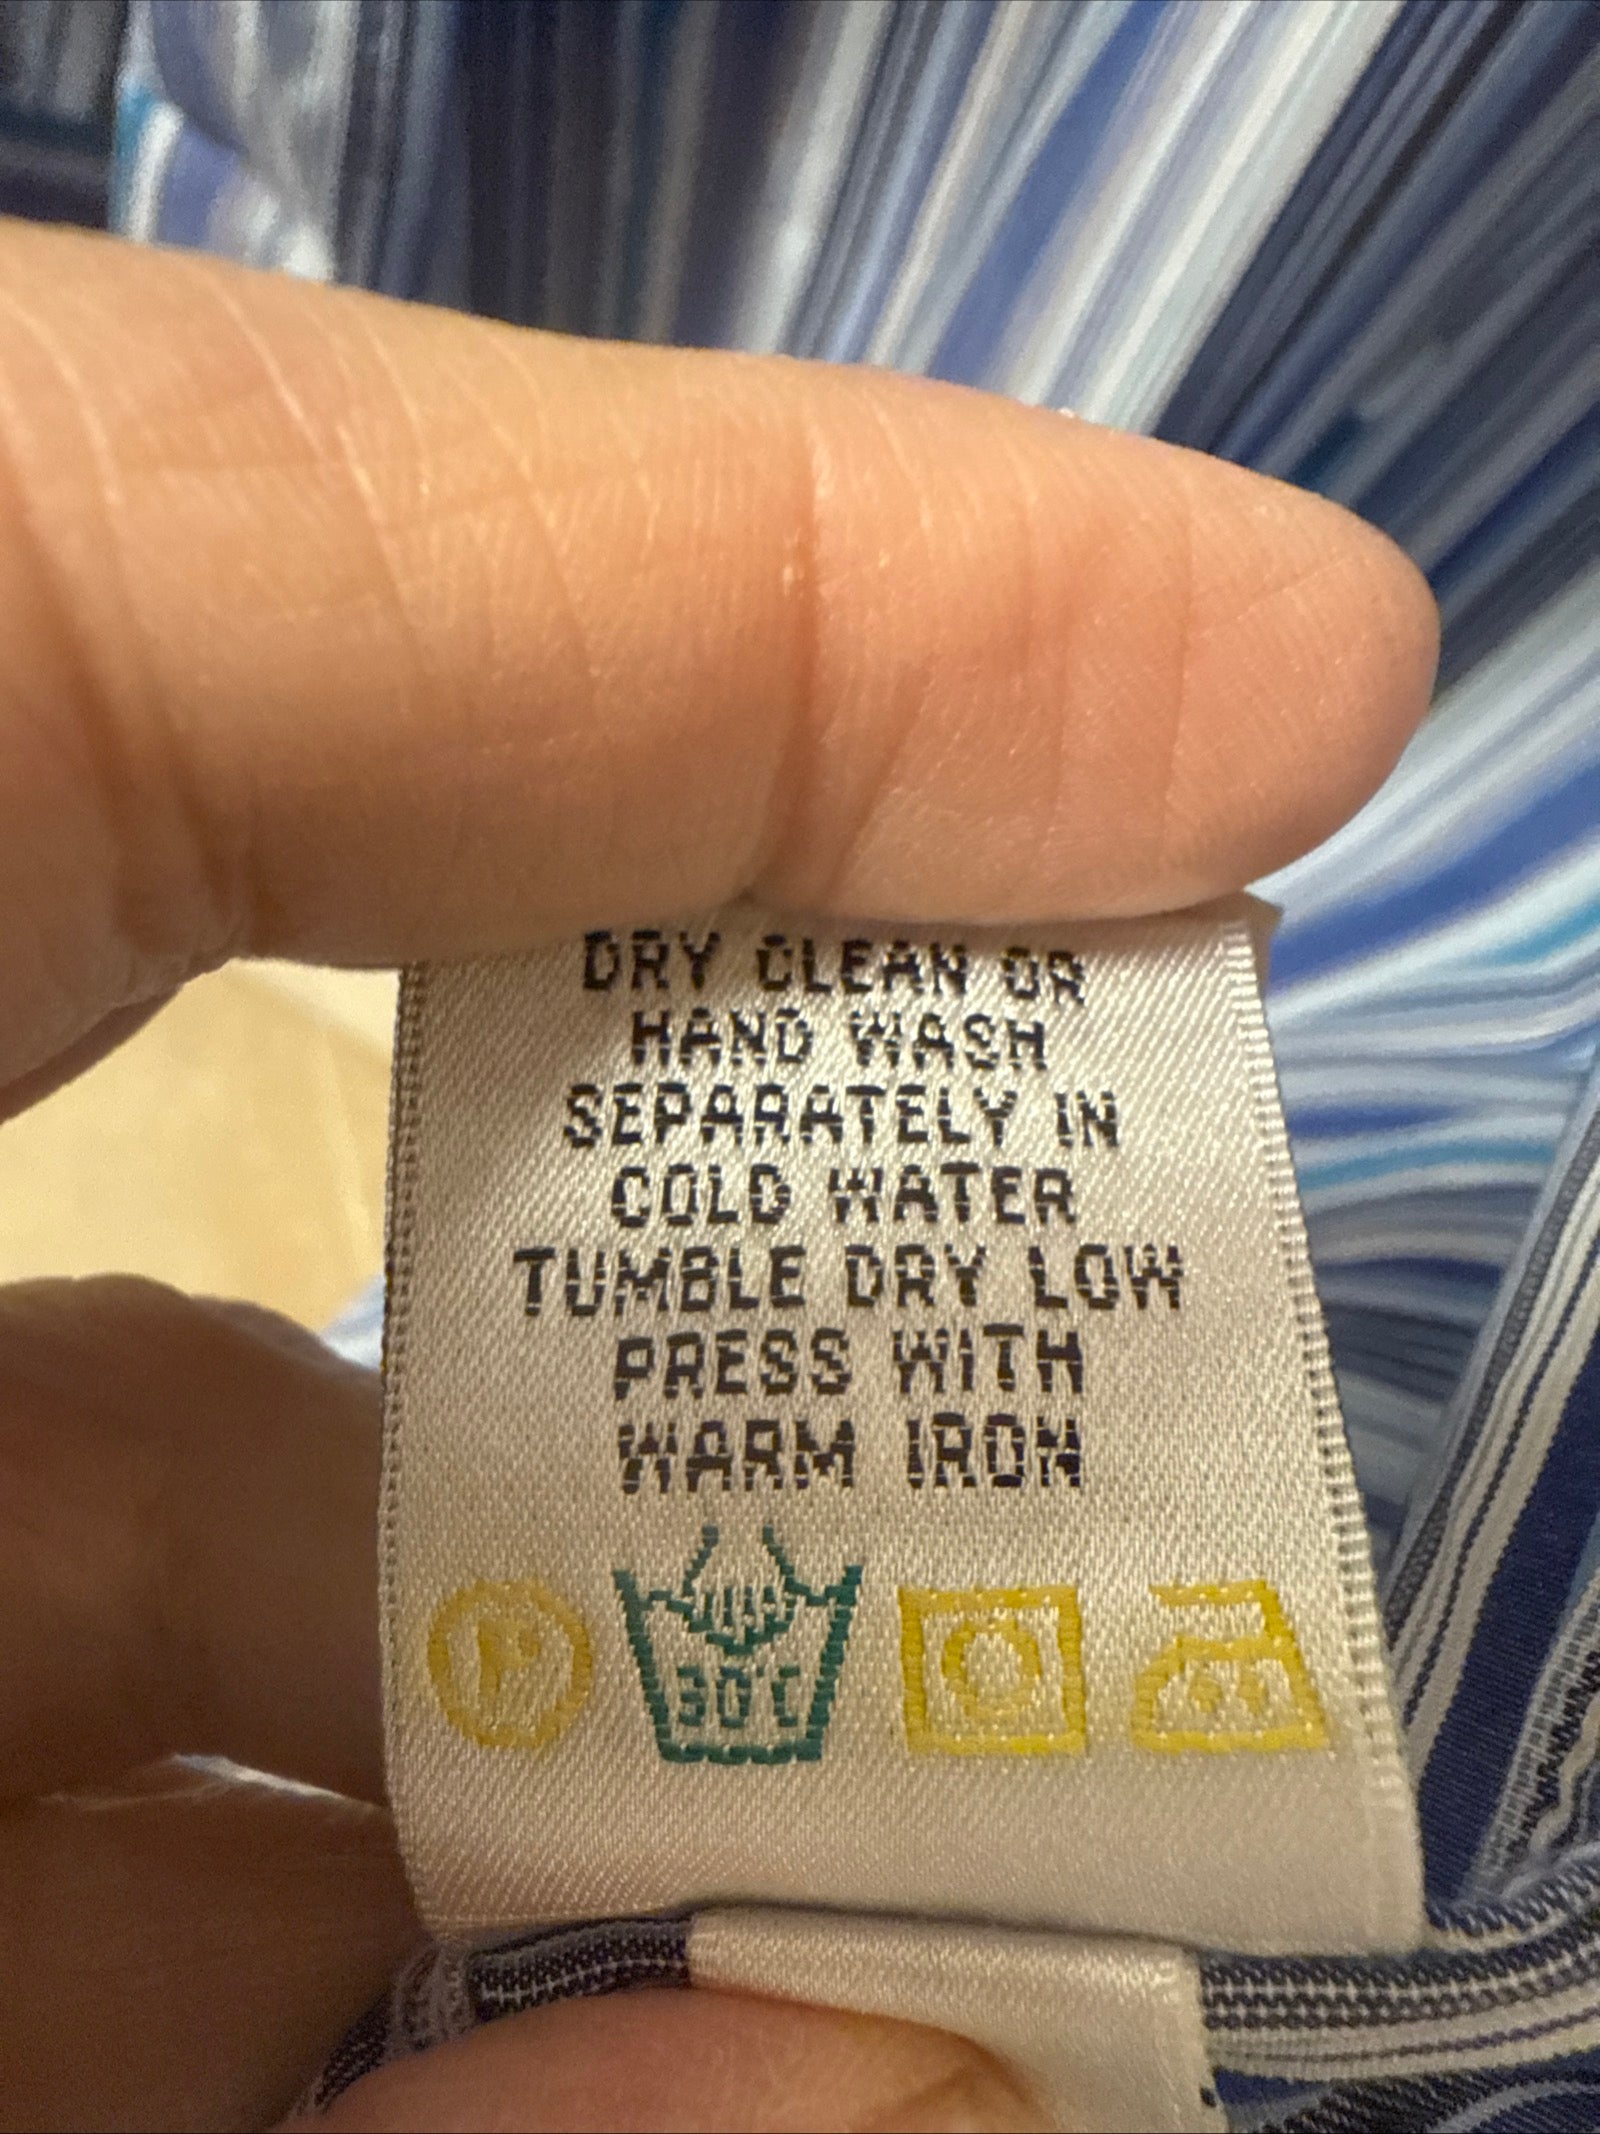 DRY CLEAN OR
HAND WASH
SEPARATELY IN
COLD WATER
TUMBLE DRY LOW
PRESS WITH
WARM IRON
P 30°C